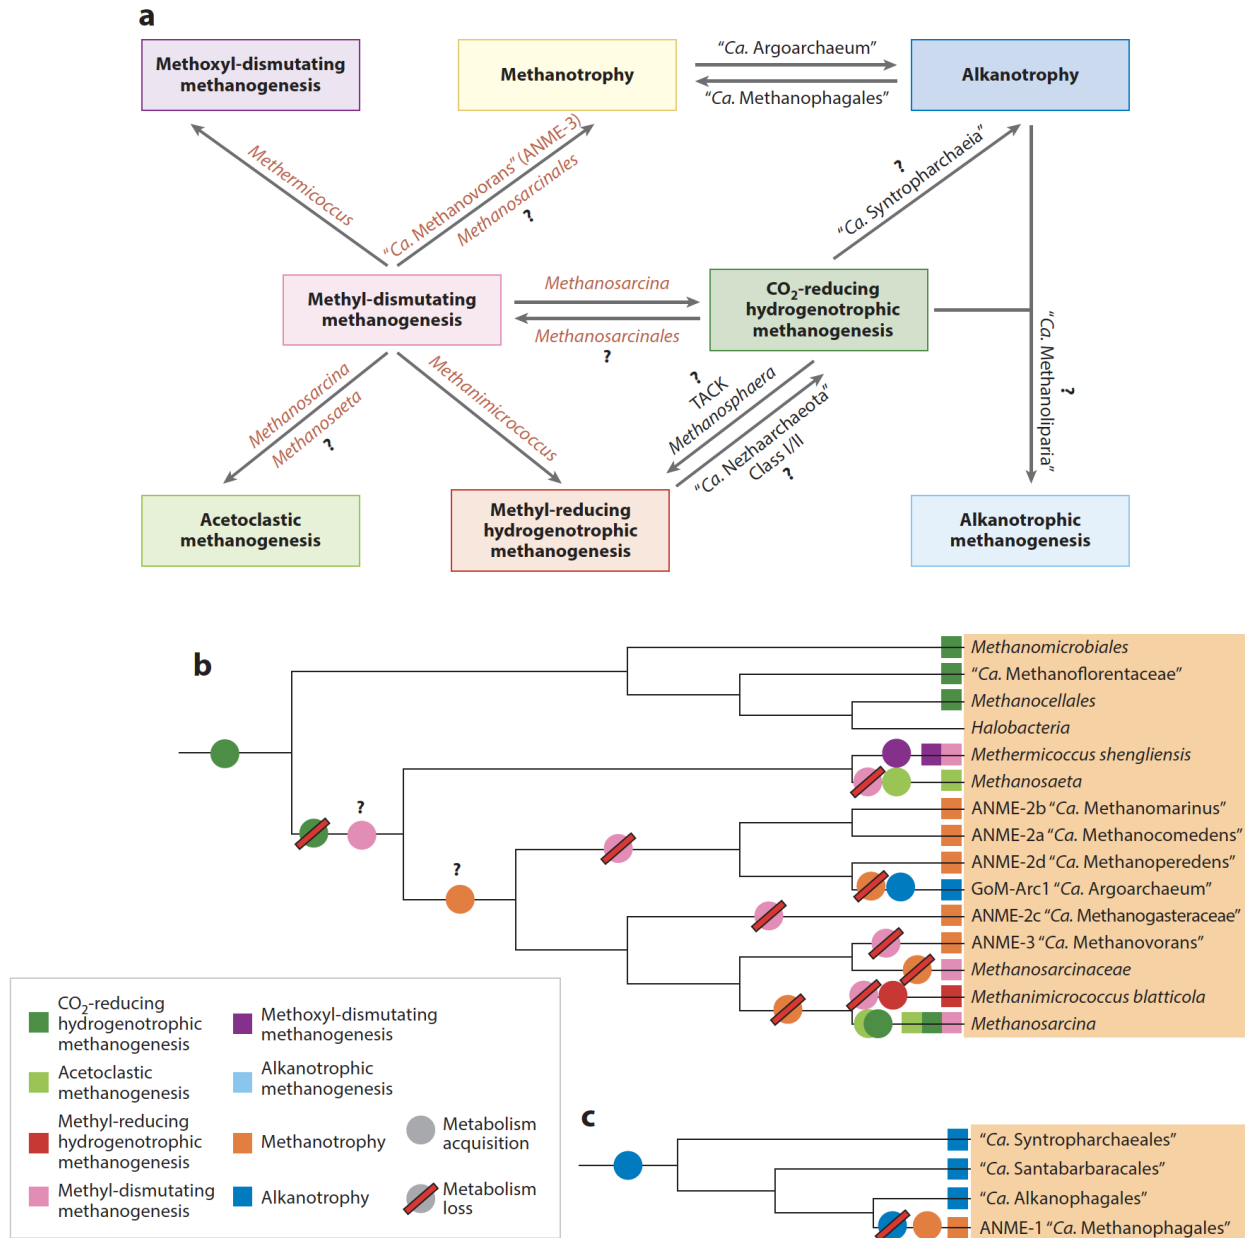 a
Methoxyl-dismutating
methanogenesis
Methanotrophy
"Ca. Argoarchaeum"
"Ca. Methanophagales"
Alkanotrophy
Methermicoccus
"Ca. Methanovorans" (ANME-3)
Methanosarcinales
?
?
"Ca. Syntropharchaeia"
Methyl-dismutating
methanogenesis
Methanosarcina
Methanosarcinales
?
CO2-reducing
hydrogenotrophic
methanogenesis
"Ca. Methanoliparia"
?
Methanosarcina
Methanosaeta
?
Methanimicrococcus
?
TACK
Methanosphaera
"Ca. Nezhaarchaeota"
Class I/II
?
Acetoclastic
methanogenesis
Methyl-reducing
hydrogenotrophic
methanogenesis
Alkanotrophic
methanogenesis
b
Methanomicrobiales
"Ca. Methanoflorentaceae"
Methanocellales
Halobacteria
Methermicoccus shengliensis
Methanosaeta
?
ANME-2b "Ca. Methanomarinus"
ANME-2a "Ca. Methanocomedens"
?
ANME-2d "Ca. Methanoperedens"
GoM-Arc1 "Ca. Argoarchaeum"
ANME-2c "Ca. Methanogasteraceae"
ANME-3 "Ca. Methanovorans"
Methanosarcinaceae
Methanimicrococcus blatticola
Methanosarcina
CO2-reducing
hydrogenotrophic
methanogenesis
Acetoclastic
methanogenesis
Methyl-reducing
hydrogenotrophic
methanogenesis
Methyl-dismutating
methanogenesis
Methoxyl-dismutating
methanogenesis
Alkanotrophic
methanogenesis
Methanotrophy
Alkanotrophy
Metabolism
acquisition
Metabolism
loss
c
"Ca. Syntropharchaeales"
"Ca. Santabarbaracales"
"Ca. Alkanophagales"
ANME-1 "Ca. Methanophagales"